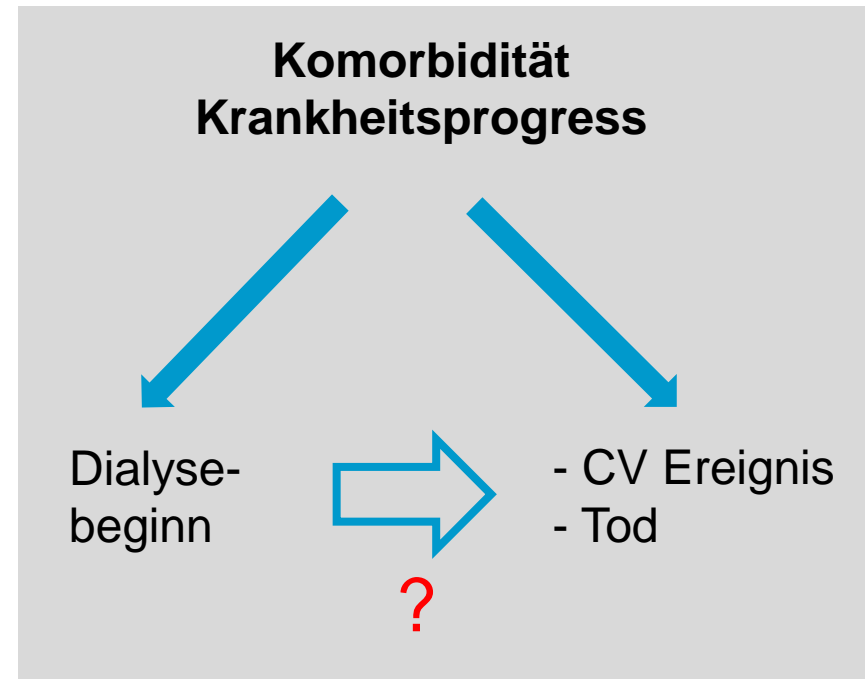 Komorbidität
Krankheitsprogress
Dialyse-
beginn
- CV Ereignis
- Tod
?